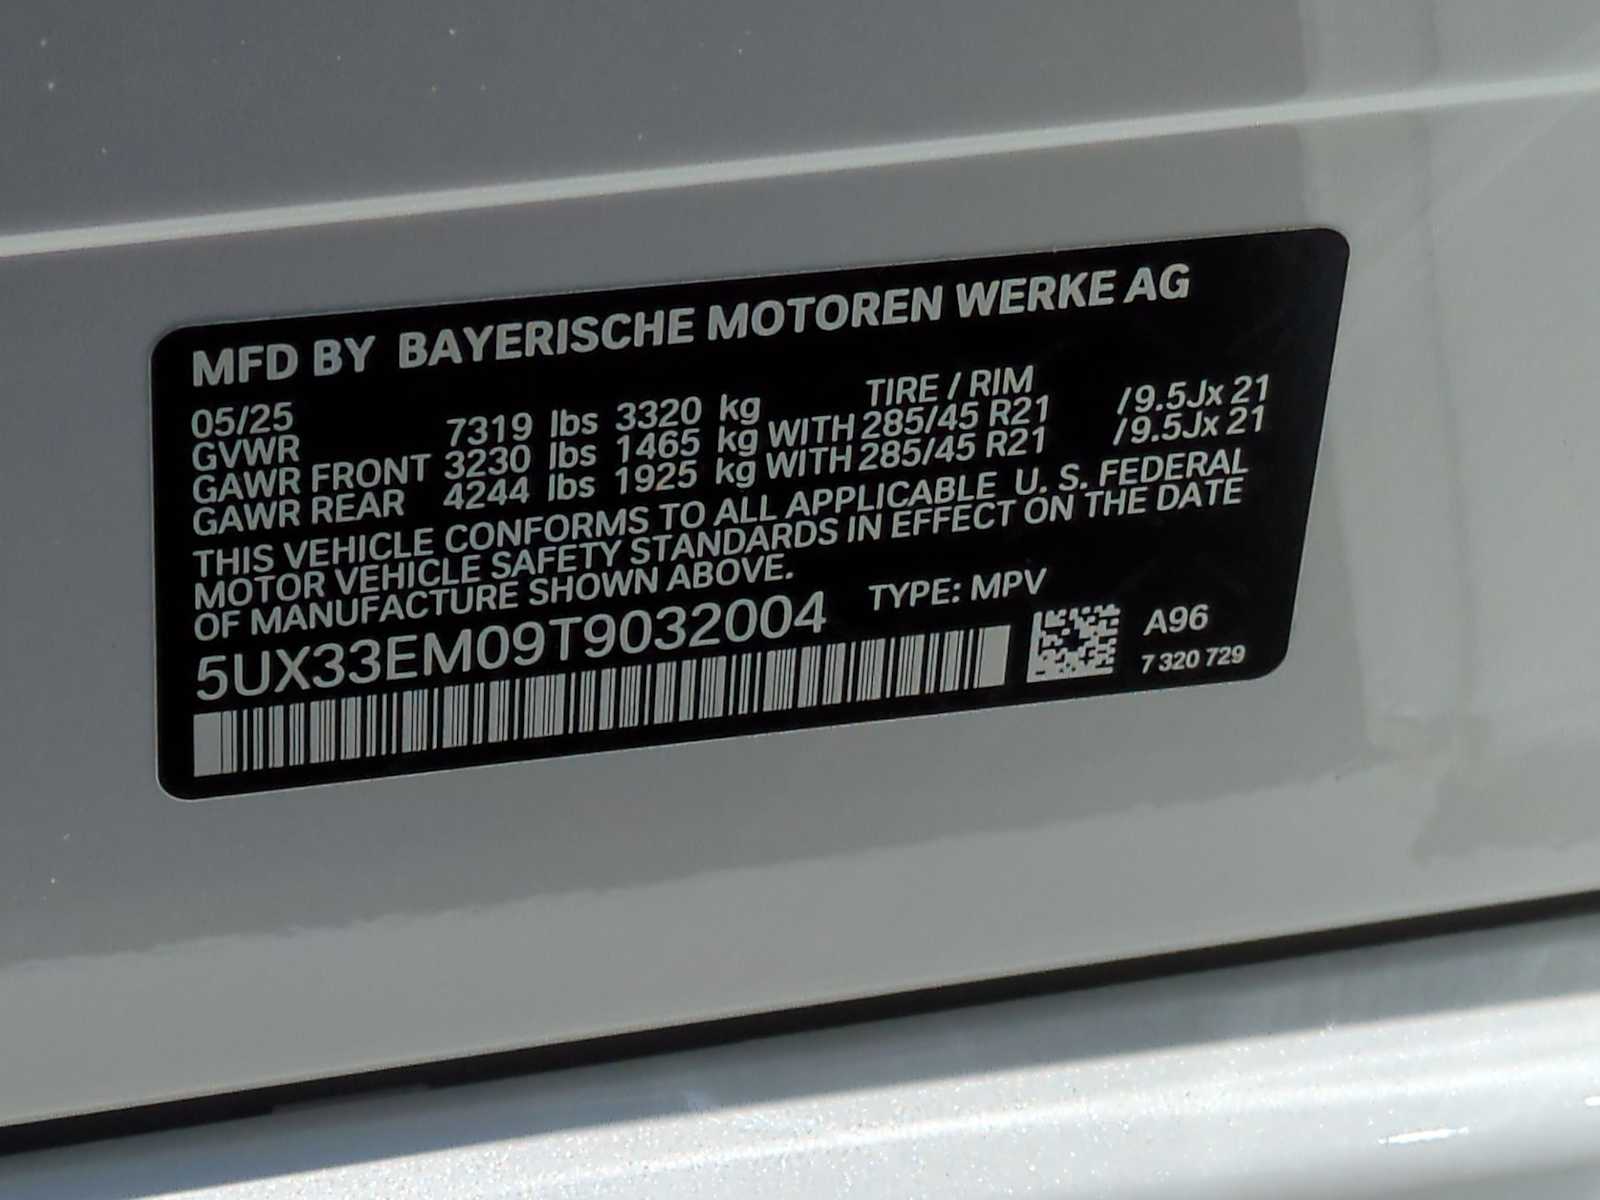 MFD BY BAYERISCHE MOTOREN WERKE AG
05/25 TIRE / RIM
GVWR 7319 lbs 3320 kg
GAWR FRONT 3230 lbs 1465 kg WITH 285/45 R21 /9.5Jx 21
GAWR REAR 4244 lbs 1925 kg WITH 285/45 R21 /9.5Jx 21
THIS VEHICLE CONFORMS TO ALL APPLICABLE U. S. FEDERAL
MOTOR VEHICLE SAFETY STANDARDS IN EFFECT ON THE DATE
OF MANUFACTURE SHOWN ABOVE.
5UX33EM09T9032004 TYPE: MPV
A96
7 320 729